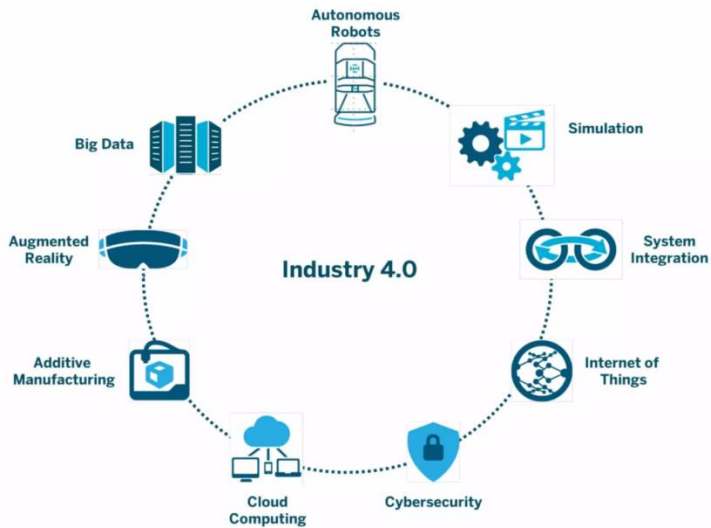 Autonomous
Robots
Simulation
System
Integration
Internet of
Things
Cybersecurity
Cloud
Computing
Additive
Manufacturing
Augmented
Reality
Big Data
Industry 4.0